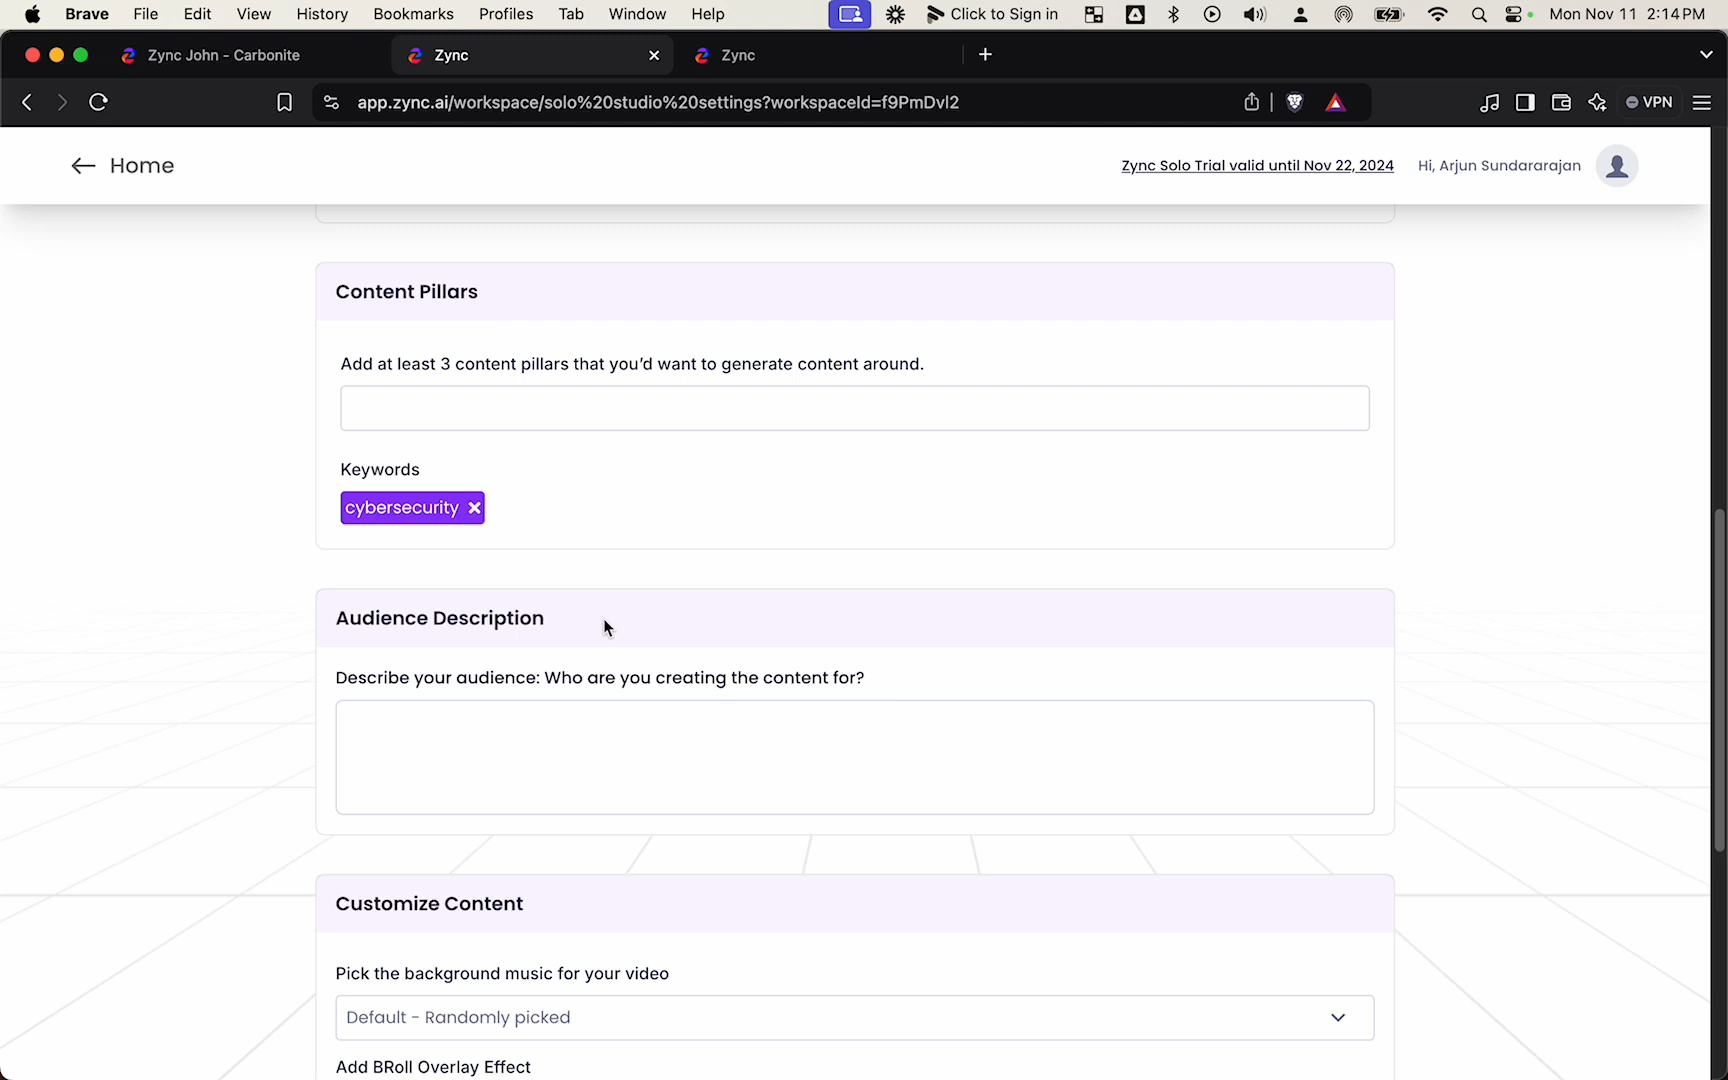 Brave File Edit View History Bookmarks Profiles Tab Window Help Click to Sign in Mon Nov 11 2:14 PM
Zync John - Carbonite Zync Zync
app.zync.ai/workspace/solo%20studio%20settings?workspaceId=f9PmDvI2 VPN
Home Zync Solo Trial valid until Nov 22, 2024 Hi, Arjun Sundararajan
Content Pillars
Add at least 3 content pillars that you’d want to generate content around.
Keywords
cybersecurity
Audience Description
Describe your audience: Who are you creating the content for?
Customize Content
Pick the background music for your video
Default - Randomly picked
Add BRoll Overlay Effect